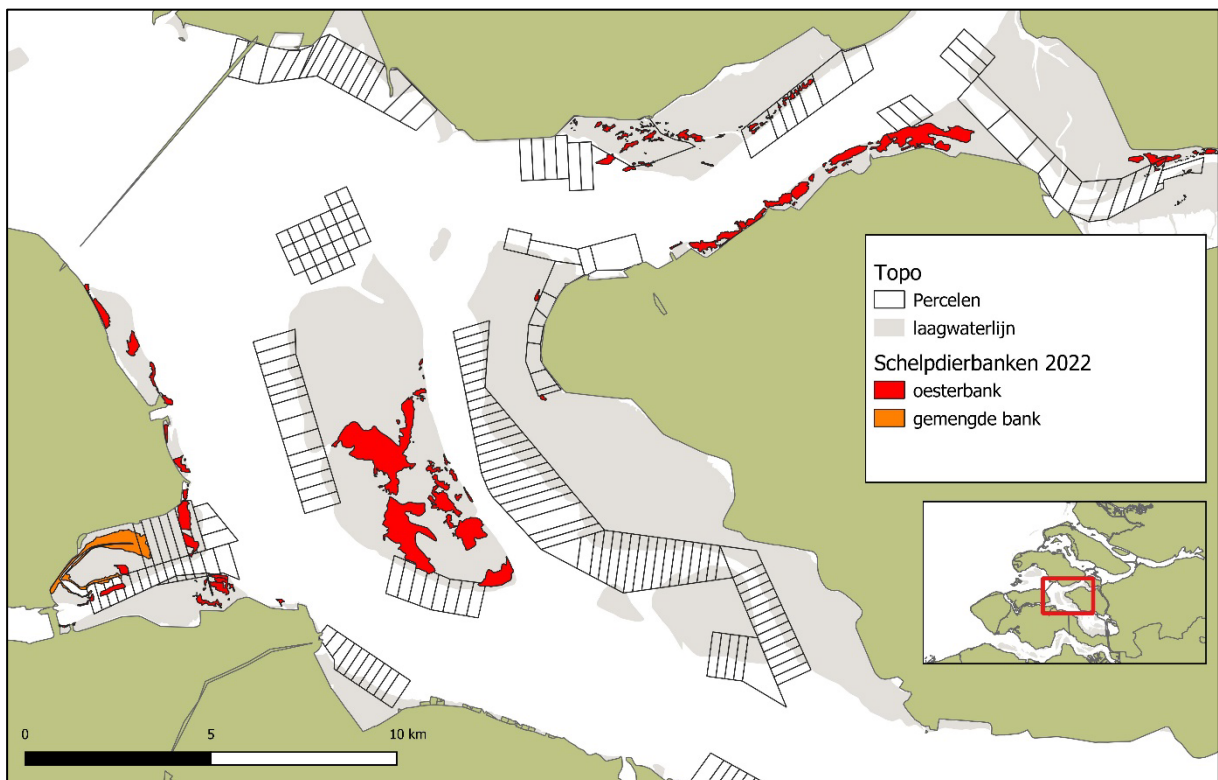 Topo
Percelen
laagwaterlijn
Schelpdierbanken 2022
oesterbank
gemengde bank
0 5 10 km